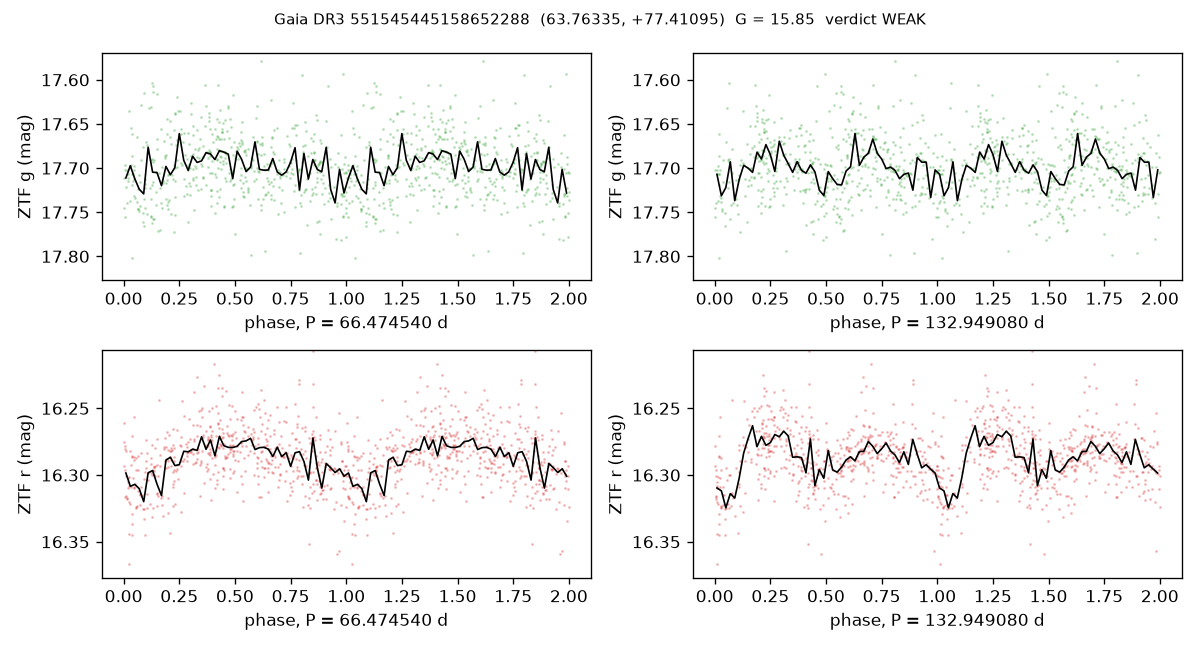 Gaia DR3 551545445158652288 (63.76335, +77.41095) G = 15.85 verdict WEAK
ZTF g (mag)
17.60
17.65
17.70
17.75
17.80
0.00 0.25 0.50 0.75 1.00 1.25 1.50 1.75 2.00
phase, P = 66.474540 d
ZTF g (mag)
17.60
17.65
17.70
17.75
17.80
0.00 0.25 0.50 0.75 1.00 1.25 1.50 1.75 2.00
phase, P = 132.949080 d
ZTF r (mag)
16.25
16.30
16.35
0.00 0.25 0.50 0.75 1.00 1.25 1.50 1.75 2.00
phase, P = 66.474540 d
ZTF r (mag)
16.25
16.30
16.35
0.00 0.25 0.50 0.75 1.00 1.25 1.50 1.75 2.00
phase, P = 132.949080 d